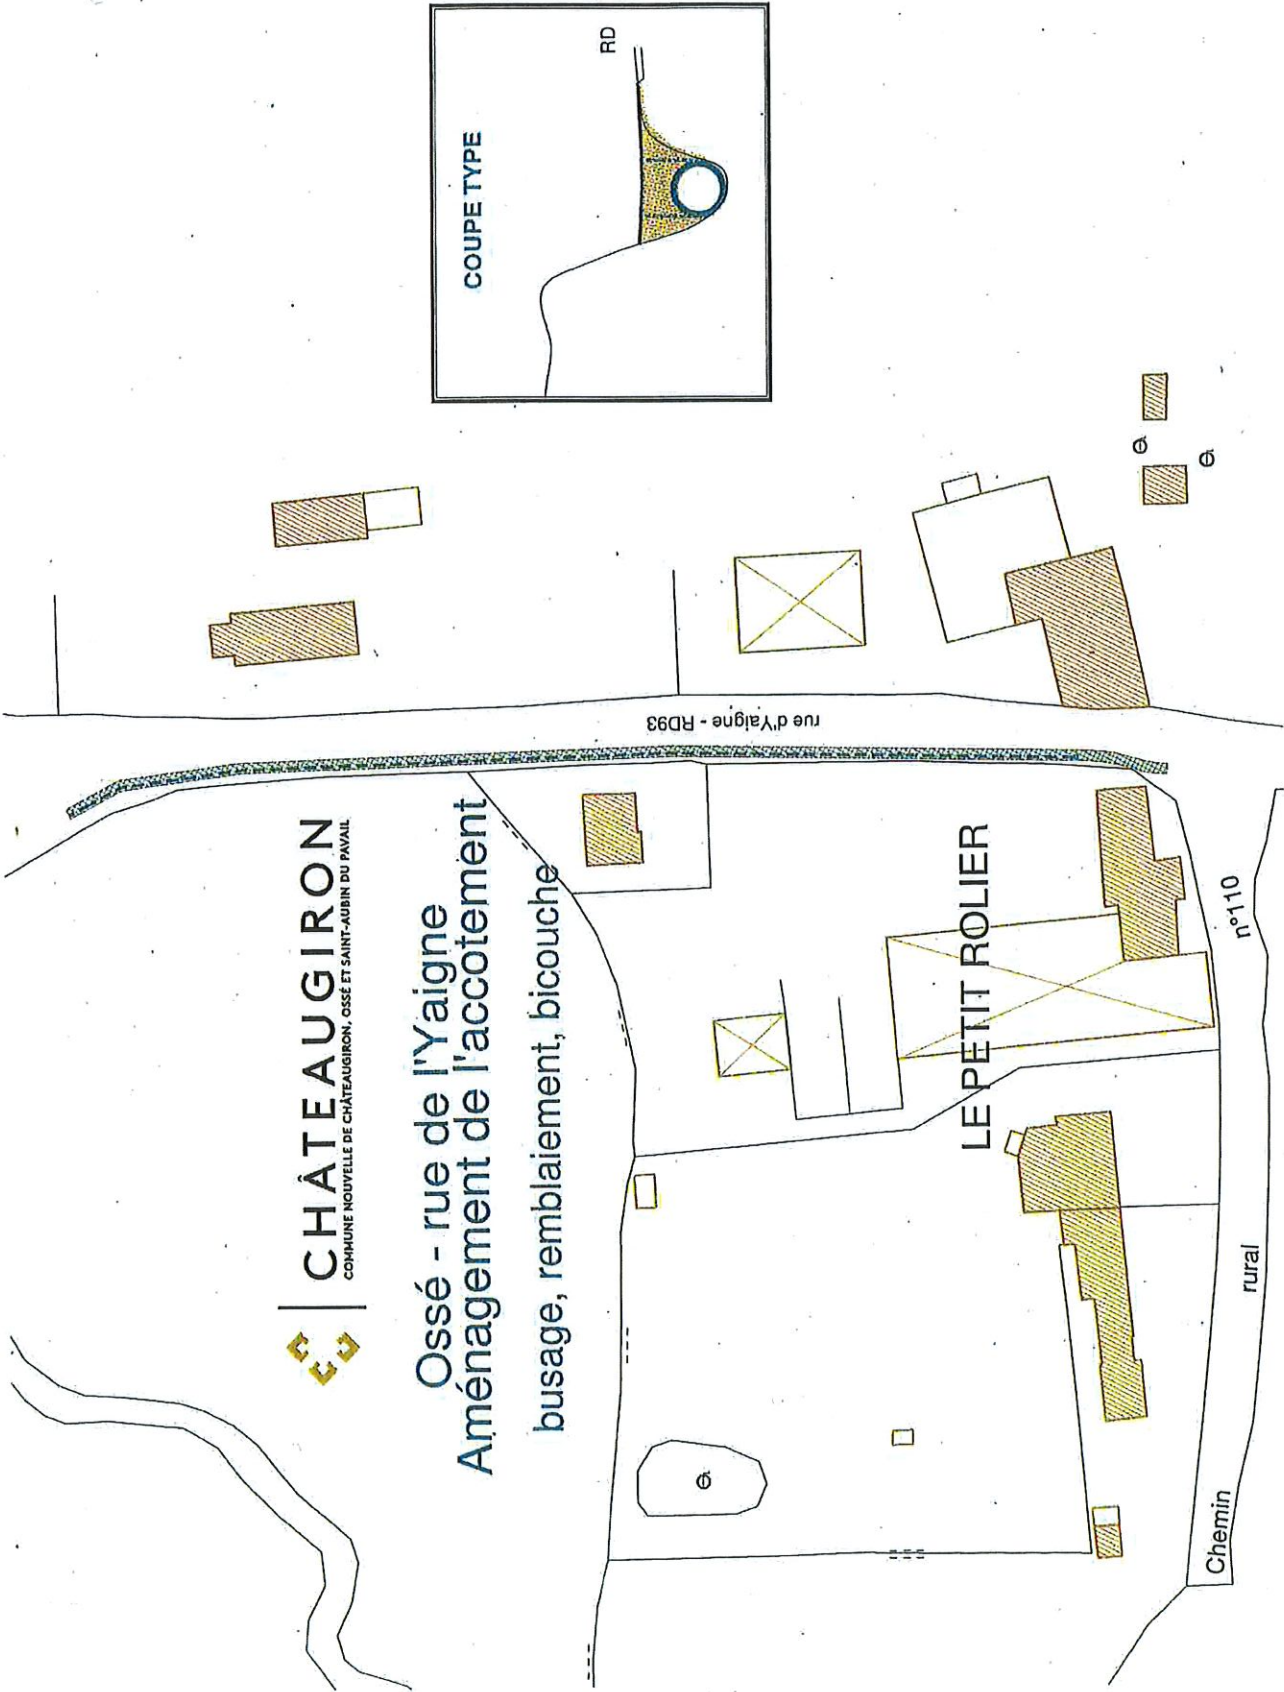 CHÂTEAUGIRON
COMMUNE NOUVELLE DE CHÂTEAUGIRON, OSSÉ ET SAINT-AUBIN DU PAVAIL
Ossé - rue de l'Yaigne
Aménagement de l'accotement
busage, remblaiement, bicouche
COUPE TYPE
RD
rue d'Yaigne - RD93
LE PETIT ROLIER
Chemin
rural
n°110